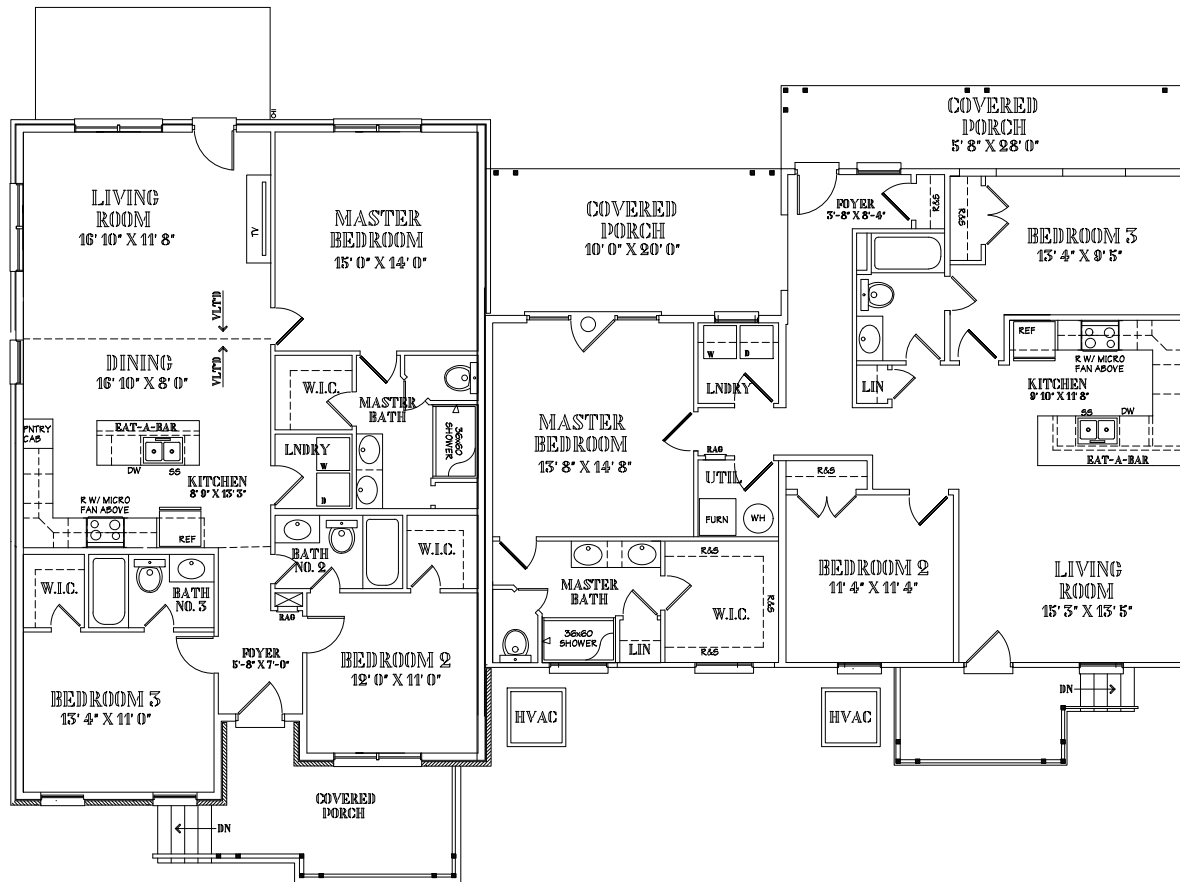 LIVING
ROOM
16' 10" X 11' 8"
TV
MASTER
BEDROOM
15' 0" X 14' 0"
VLT'D
VLT'D
DINING
16' 10" X 8' 0"
W.I.C.
MASTER
BATH
36x60
SHOWER
PNTRY
CAB
EAT-A-BAR
DW
SS
LNDRY
W
D
KITCHEN
8' 9" X 13' 3"
R W/ MICRO
FAN ABOVE
REF
BATH
NO. 2
W.I.C.
W.I.C.
BATH
NO. 3
RAG
FOYER
5'-8" X 7'-0"
BEDROOM 2
12' 0" X 11' 0"
BEDROOM 3
13' 4" X 11' 0"
COVERED
PORCH
DN
COVERED
PORCH
10' 0" X 20' 0"
COVERED
PORCH
5' 8" X 28' 0"
FOYER
3'-8" X 8'-4"
R&S
R&S
BEDROOM 3
13' 4" X 9' 5"
W
D
LNDRY
LIN
REF
R W/ MICRO
FAN ABOVE
KITCHEN
9' 10" X 11' 8"
SS
DW
EAT-A-BAR
MASTER
BEDROOM
13' 8" X 14' 8"
RAG
UTIL
FURN
WH
R&S
BEDROOM 2
11' 4" X 11' 4"
LIVING
ROOM
15' 3" X 13' 5"
MASTER
BATH
R&S
R&S
W.I.C.
R&S
36x60
SHOWER
LIN
HVAC
HVAC
DN